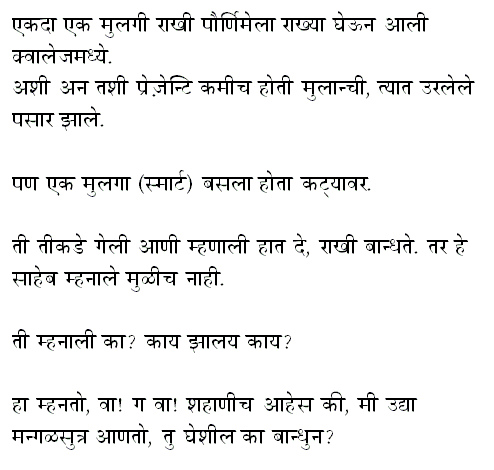 एकदा एक मुलगी राखी पौर्णिमेला राख्या घेऊन आली
क्वालेजमध्ये.
अशी अन तशी प्रेज़ेन्टि कमीच होती मुलान्ची, त्यात उरलेले
पसार झाले.
पण एक मुलगा (स्मार्ट) बसला होता कट्यावर.
ती तीकडे गेली आणी म्हणाली हात दे, राखी बान्धते. तर हे
साहेब म्हनाले मुळीच नाही.
ती म्हनाली का? काय झालय काय?
हा म्हनतो, वा! ग वा! शहाणीच आहेस की, मी उद्या
मन्गळसुत्र आणतो, तु घेशील का बान्धुन?